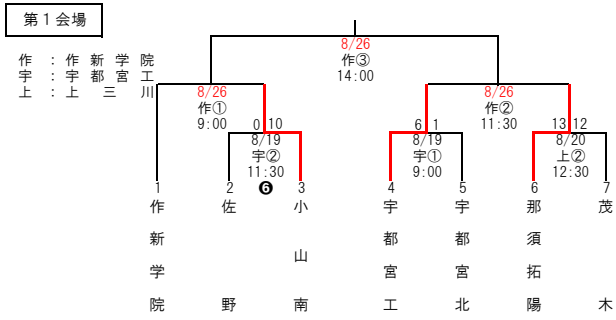 第１会場
作 ： 作 新 学 院
宇 ： 宇 都 宮 工
上 ： 上 三 川
8/26
作③
14:00
8/26
作①
9:00
8/26
作②
11:30
0 10
8/19
宇②
11:30
❻
6 1
8/19
宇①
9:00
13 12
8/20
上②
12:30
1 2 3 4 5 6 7
作新学院
佐野
小山南
宇都宮工
宇都宮北
那須拓陽
茂木